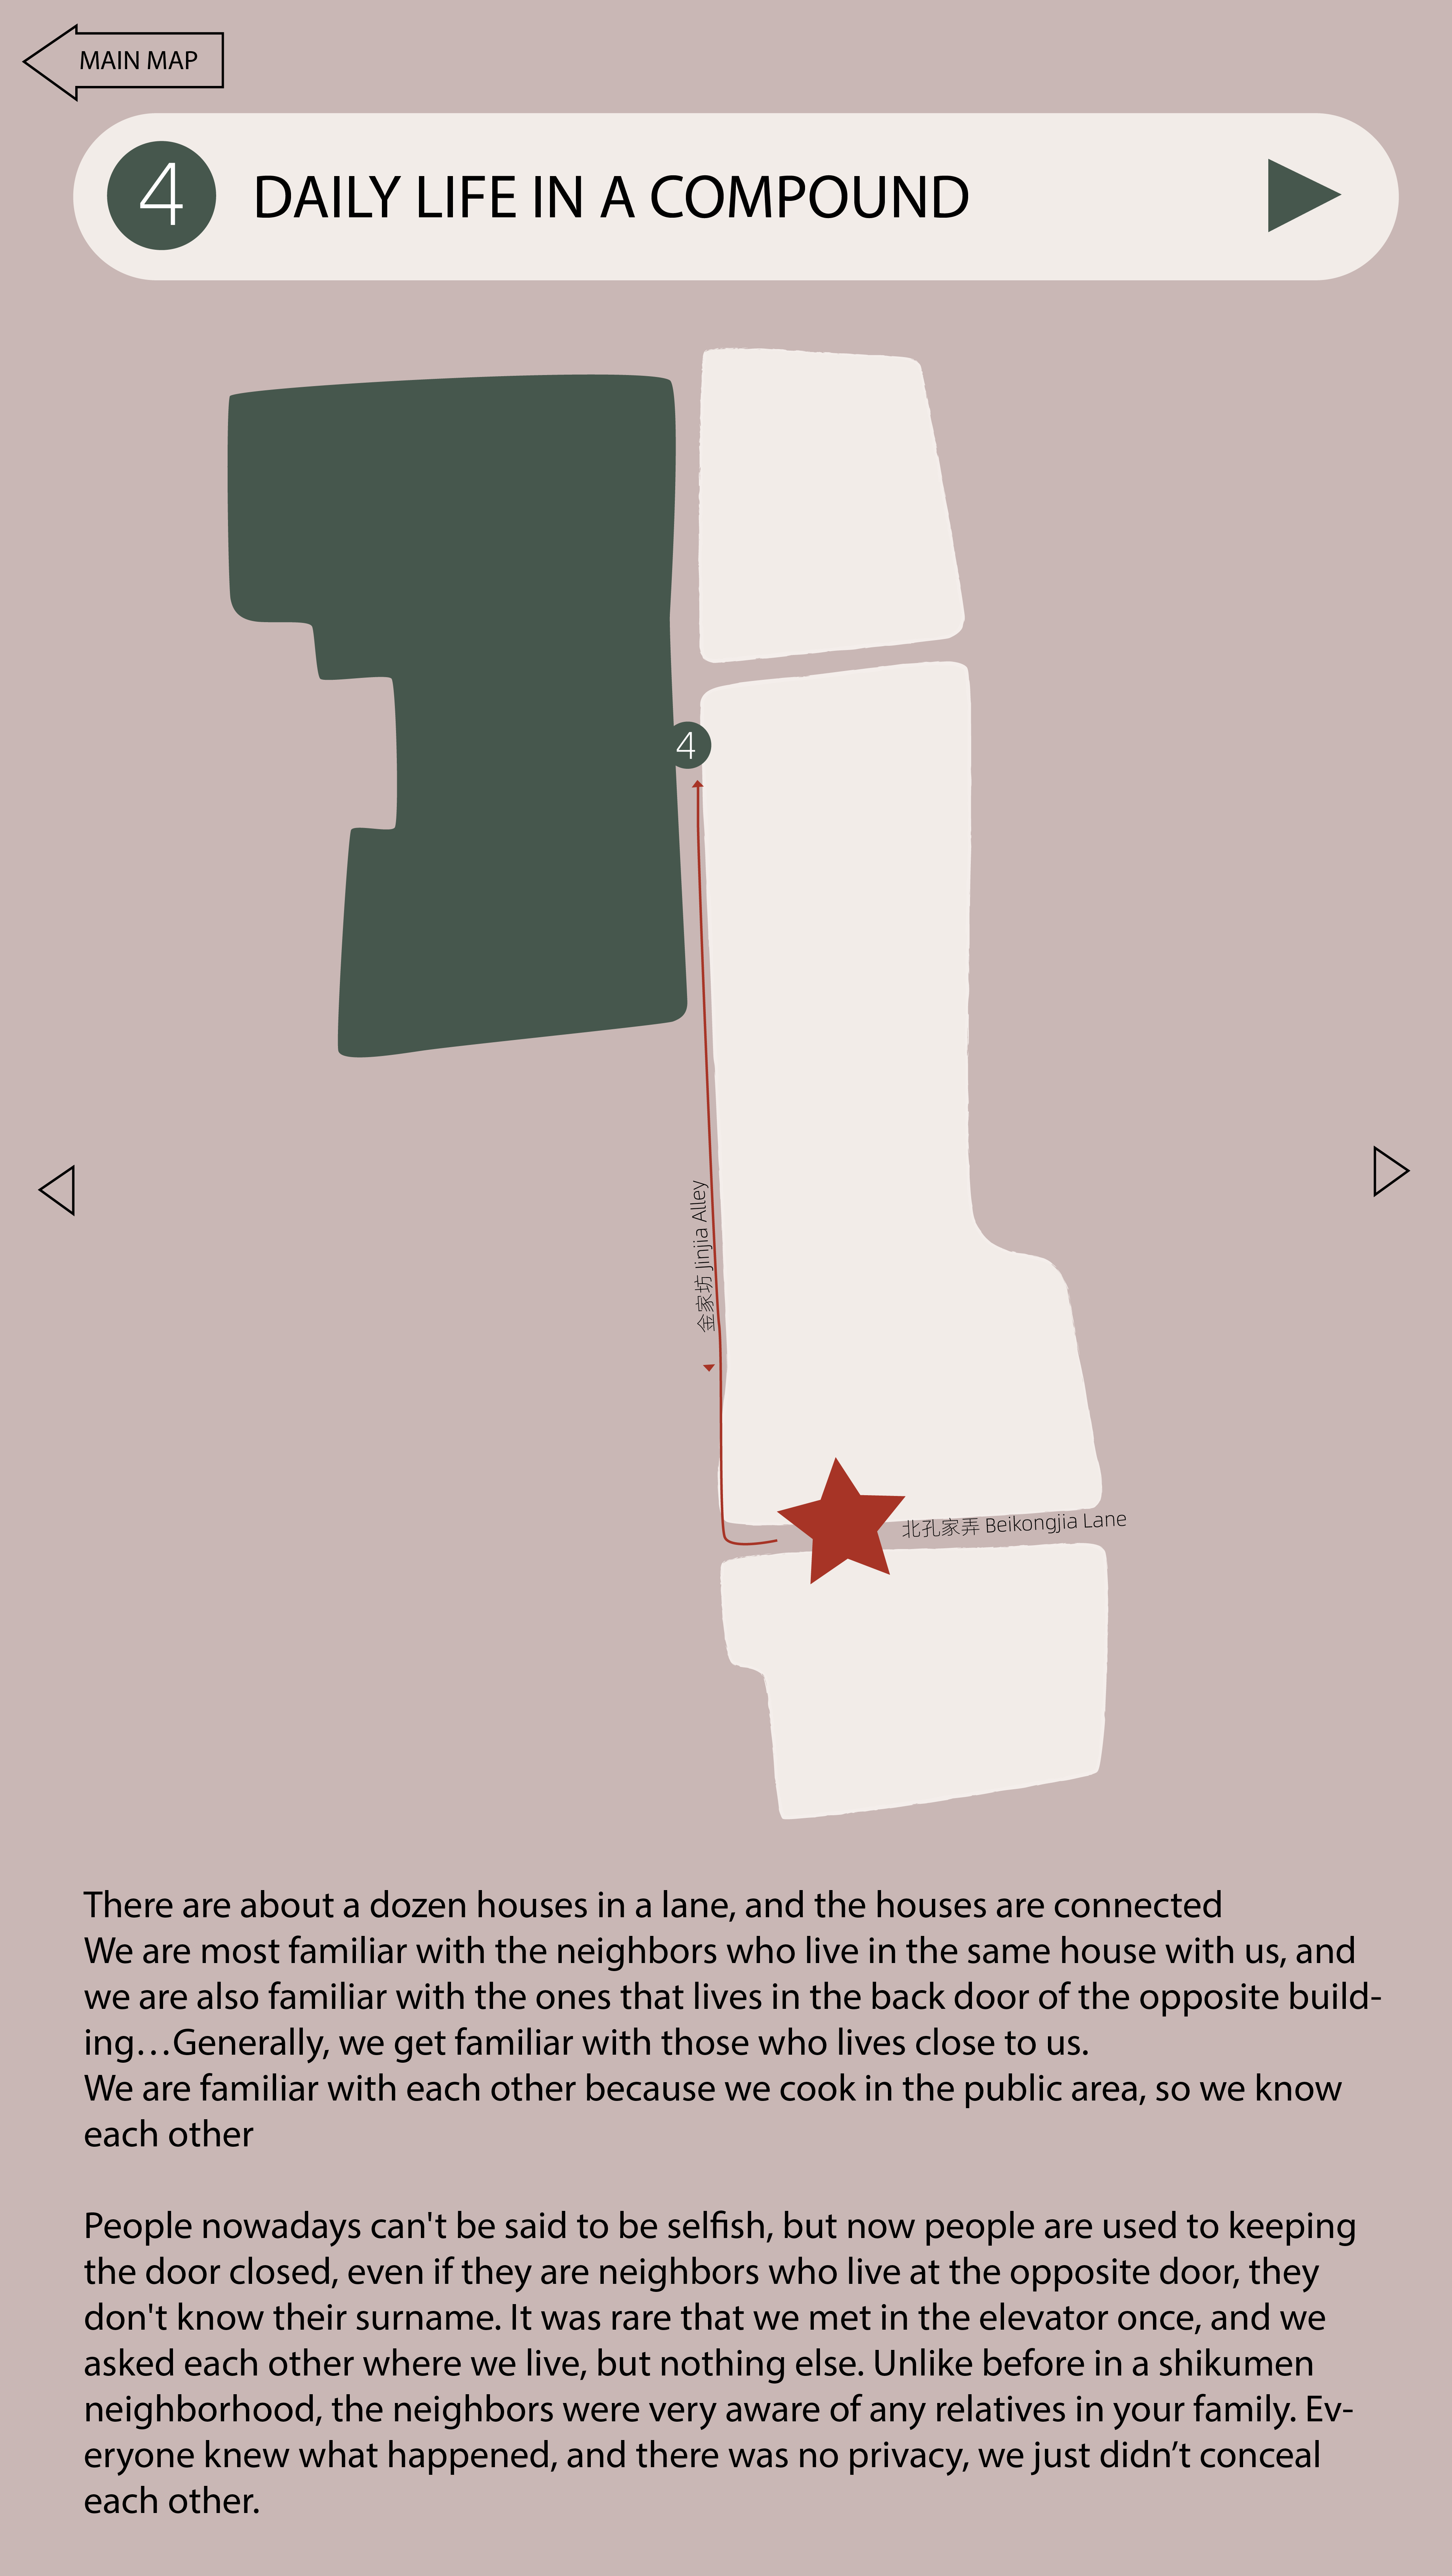 MAIN MAP
4 DAILY LIFE IN A COMPOUND
4
金家坊 Jinjia Alley
北孔家弄 Beikongjia Lane
There are about a dozen houses in a lane, and the houses are connected
We are most familiar with the neighbors who live in the same house with us, and
we are also familiar with the ones that lives in the back door of the opposite build-
ing…Generally, we get familiar with those who lives close to us.
We are familiar with each other because we cook in the public area, so we know
each other
People nowadays can't be said to be selfish, but now people are used to keeping
the door closed, even if they are neighbors who live at the opposite door, they
don't know their surname. It was rare that we met in the elevator once, and we
asked each other where we live, but nothing else. Unlike before in a shikumen
neighborhood, the neighbors were very aware of any relatives in your family. Ev-
eryone knew what happened, and there was no privacy, we just didn’t conceal
each other.